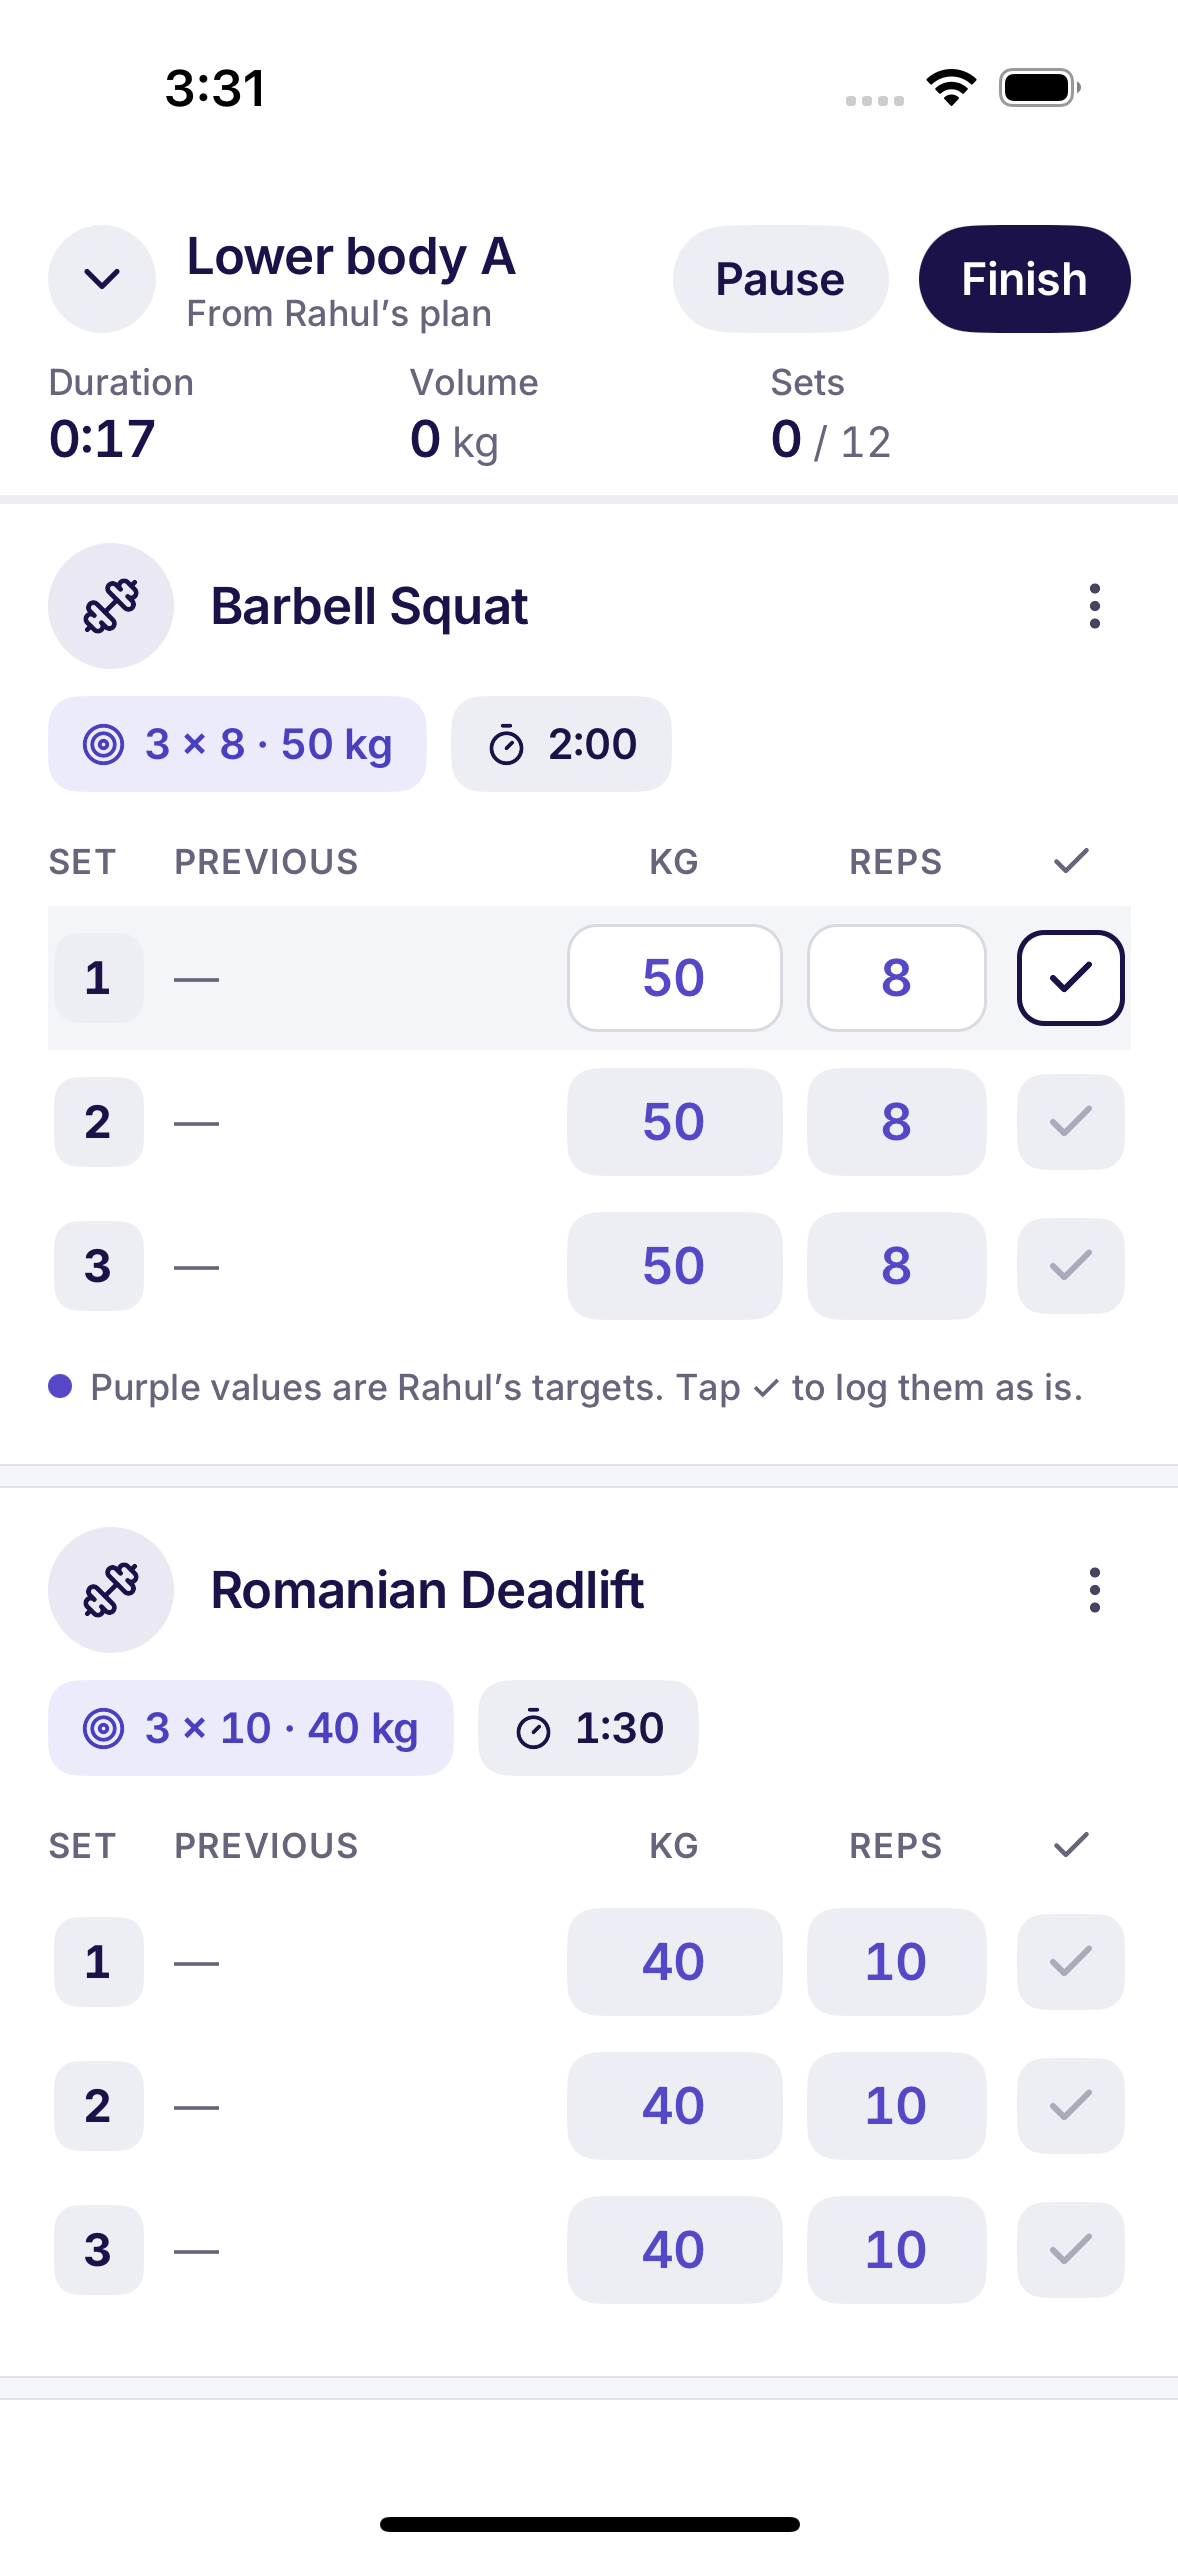 3:31
Lower body A
From Rahul’s plan
Pause
Finish
Duration
Volume
Sets
0:17
0 kg
0 / 12
Barbell Squat
3 × 8 · 50 kg
2:00
SET PREVIOUS KG REPS ✓
1 — 50 8 ✓
2 — 50 8 ✓
3 — 50 8 ✓
Purple values are Rahul’s targets. Tap ✓ to log them as is.
Romanian Deadlift
3 × 10 · 40 kg
1:30
SET PREVIOUS KG REPS ✓
1 — 40 10 ✓
2 — 40 10 ✓
3 — 40 10 ✓